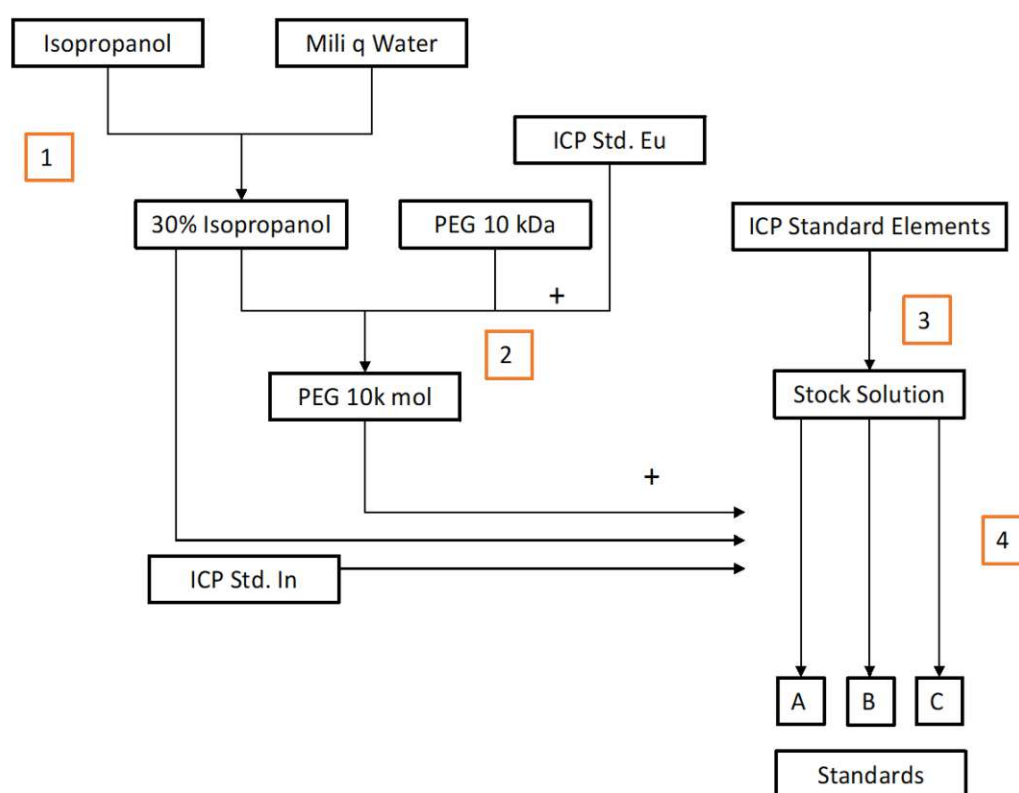 Isopropanol
Mili q Water
1
ICP Std. Eu
30% Isopropanol
PEG 10 kDa
ICP Standard Elements
+
3
2
PEG 10k mol
Stock Solution
+
4
ICP Std. In
A
B
C
Standards